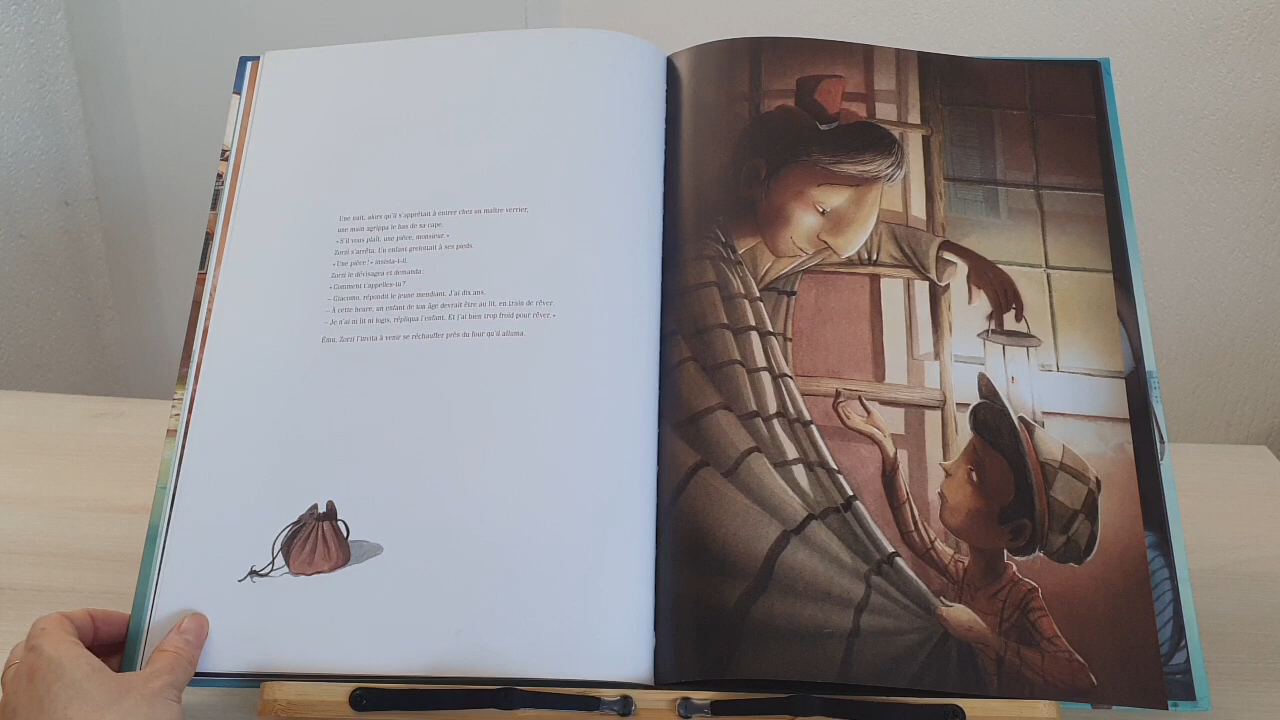 Une nuit, alors qu'il s'apprêtait à entrer chez un maître verrier,
une main agrippa le bas de sa cape.
« S'il vous plaît, une pièce, monsieur. »
Zorzi s'arrêta. Un enfant grelottait à ses pieds.
« Une pièce ! » insista-t-il.
Zorzi le dévisagea et demanda :
« Comment t'appelles-tu ?
– Giacomo, répondit le jeune mendiant. J'ai dix ans.
– À cette heure, un enfant de ton âge devrait être au lit, en train de rêver.
– Je n'ai ni lit ni logis, répliqua l'enfant. Et j'ai bien trop froid pour rêver. »
Ému, Zorzi l'invita à venir se réchauffer près du four qu'il alluma.